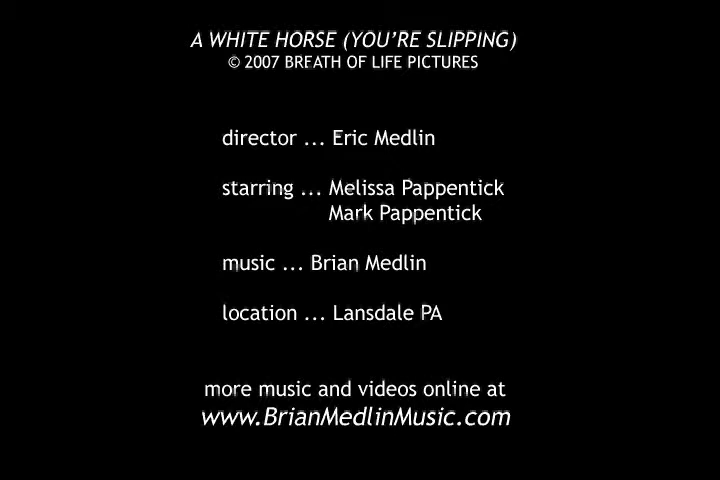 A WHITE HORSE (YOU'RE SLIPPING)
© 2007 BREATH OF LIFE PICTURES
director ... Eric Medlin
starring ... Melissa Pappentick
Mark Pappentick
music ... Brian Medlin
location ... Lansdale PA
more music and videos online at
www.BrianMedlinMusic.com